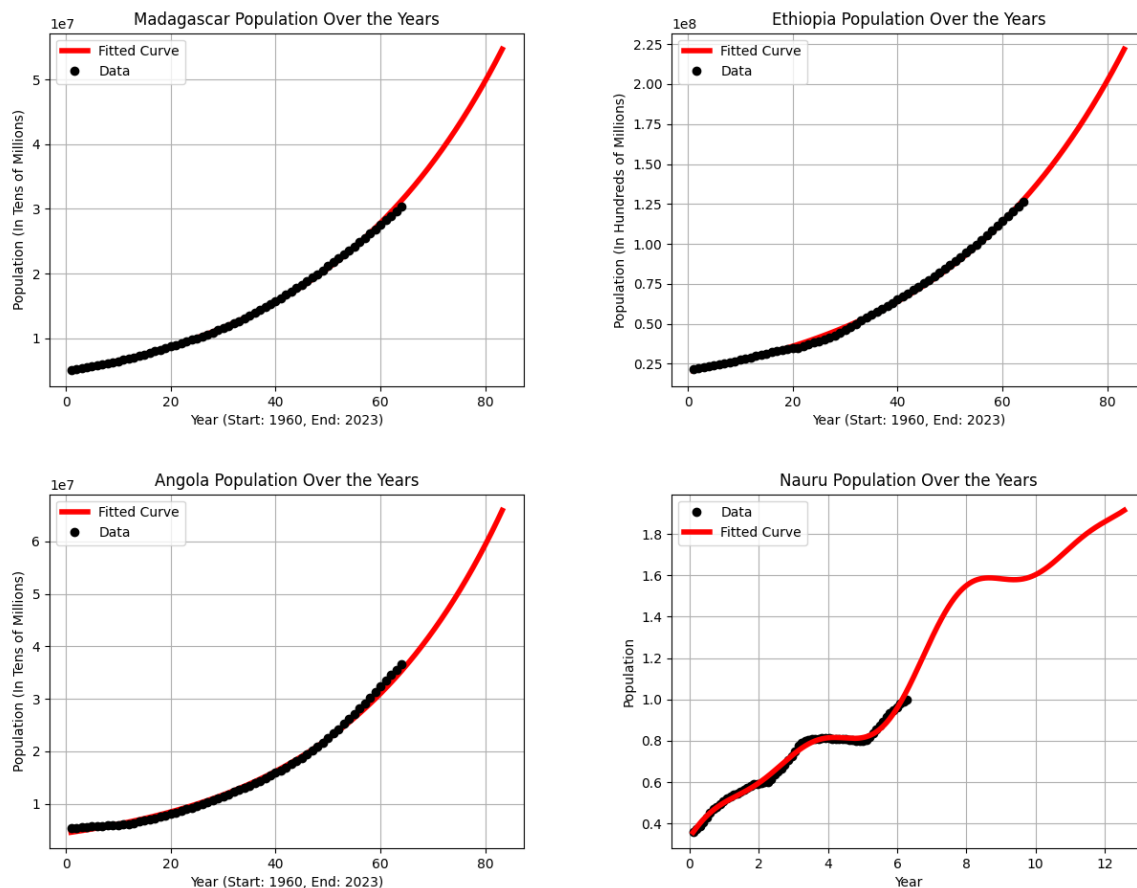 Madagascar Population Over the Years
1e7
Fitted Curve
Data
5
4
3
2
1
Population (In Tens of Millions)
0 20 40 60 80
Year (Start: 1960, End: 2023)
Ethiopia Population Over the Years
1e8
Fitted Curve
Data
2.25
2.00
1.75
1.50
1.25
1.00
0.75
0.50
0.25
Population (In Hundreds of Millions)
0 20 40 60 80
Year (Start: 1960, End: 2023)
Angola Population Over the Years
1e7
Fitted Curve
Data
6
5
4
3
2
1
Population (In Tens of Millions)
0 20 40 60 80
Year (Start: 1960, End: 2023)
Nauru Population Over the Years
Data
Fitted Curve
1.8
1.6
1.4
1.2
1.0
0.8
0.6
0.4
Population
0 2 4 6 8 10 12
Year